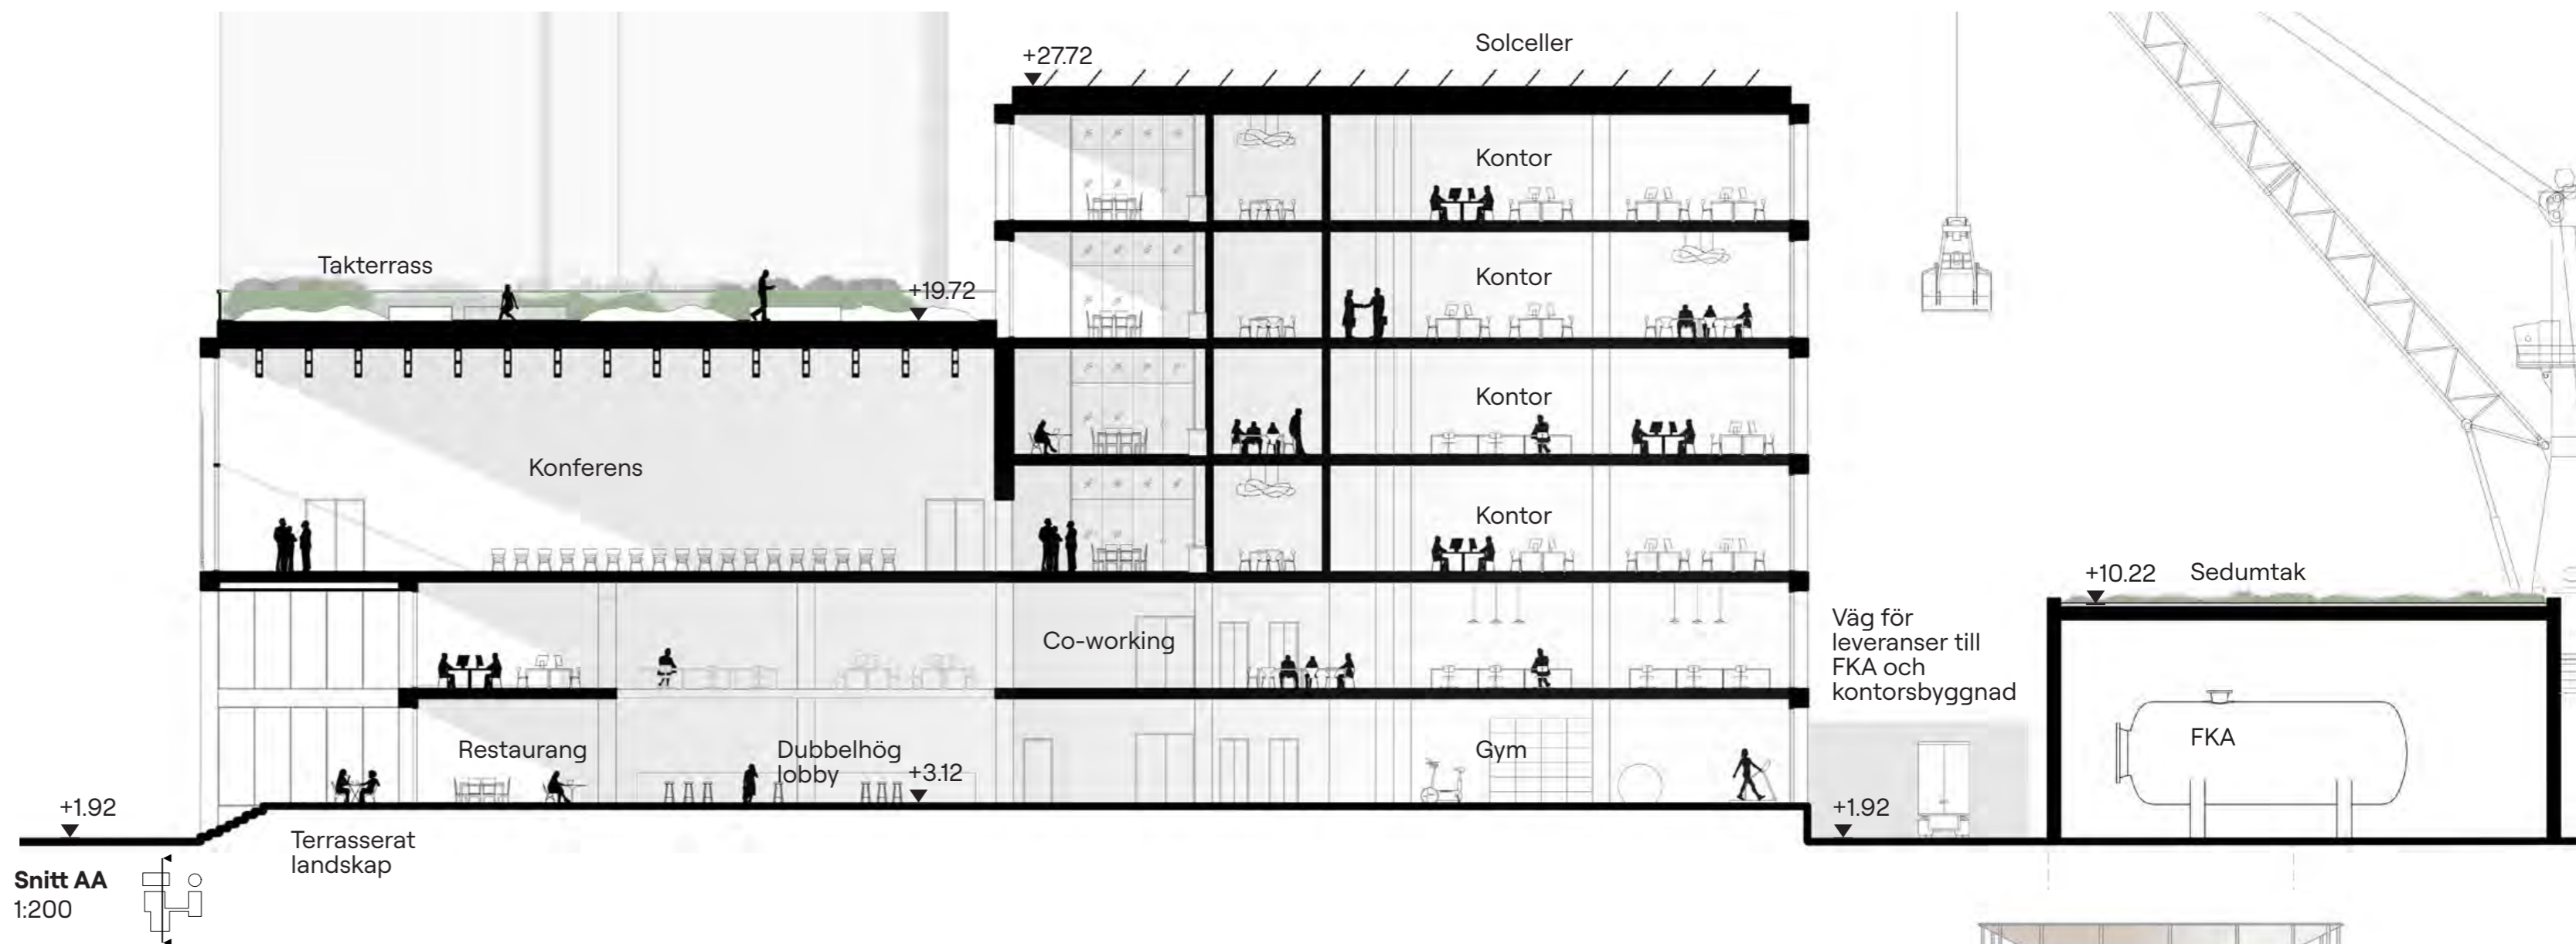 Solceller
+27.72
Kontor
Takterrass
Kontor
+19.72
Kontor
Konferens
Kontor
+10.22
Sedumtak
Väg för
leveranser till
FKA och
kontorsbyggnad
Co-working
Restaurang
Dubbelhög
lobby
+3.12
Gym
FKA
+1.92
+1.92
Terrasserat
landskap
Snitt AA
1:200